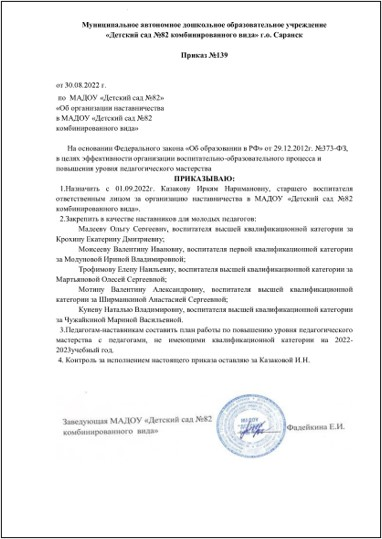 Муниципальное автономное дошкольное образовательное учреждение
«Детский сад №82 комбинированного вида» г.о. Саранск
Приказ №139
от 30.08.2022 г.
по МАДОУ «Детский сад №82»
«Об организации наставничества
в МАДОУ «Детский сад №82
комбинированного вида»
На основании Федерального закона «Об образовании в РФ» от 29.12.2012г. №373-ФЗ,
в целях эффективности организации воспитательно-образовательного процесса и
повышения уровня педагогического мастерства
ПРИКАЗЫВАЮ:
1.Назначить с 01.09.2022г. Казакову Иркям Наримановну, старшего воспитателя
ответственным лицом за организацию наставничества в МАДОУ «Детский сад №82
комбинированного вида».
2.Закрепить в качестве наставников для молодых педагогов:
Малееву Ольгу Сергеевну, воспитателя высшей квалификационной категории за
Крохину Екатерину Дмитриевну;
Моисееву Валентину Ивановну, воспитателя первой квалификационной категории
за Модуновой Ириной Владимировной;
Трофимову Елену Наильевну, воспитателя высшей квалификационной категории за
Мартьяновой Олесей Сергеевной;
Мотину Валентину Александровну, воспитателя высшей квалификационной
категории за Ширманкиной Анастасией Сергеевной;
Куневу Наталью Владимировну, воспитателя высшей квалификационной категории
за Чужайкиной Мариной Васильевной.
3.Педагогам-наставникам составить план работы по повышению уровня педагогического
мастерства с педагогами, не имеющими квалификационной категории на 2022-
2023учебный год.
4. Контроль за исполнением настоящего приказа оставляю за Казаковой И.Н.
Заведующая МАДОУ «Детский сад №82
комбинированного вида» Фадейкина Е.И.